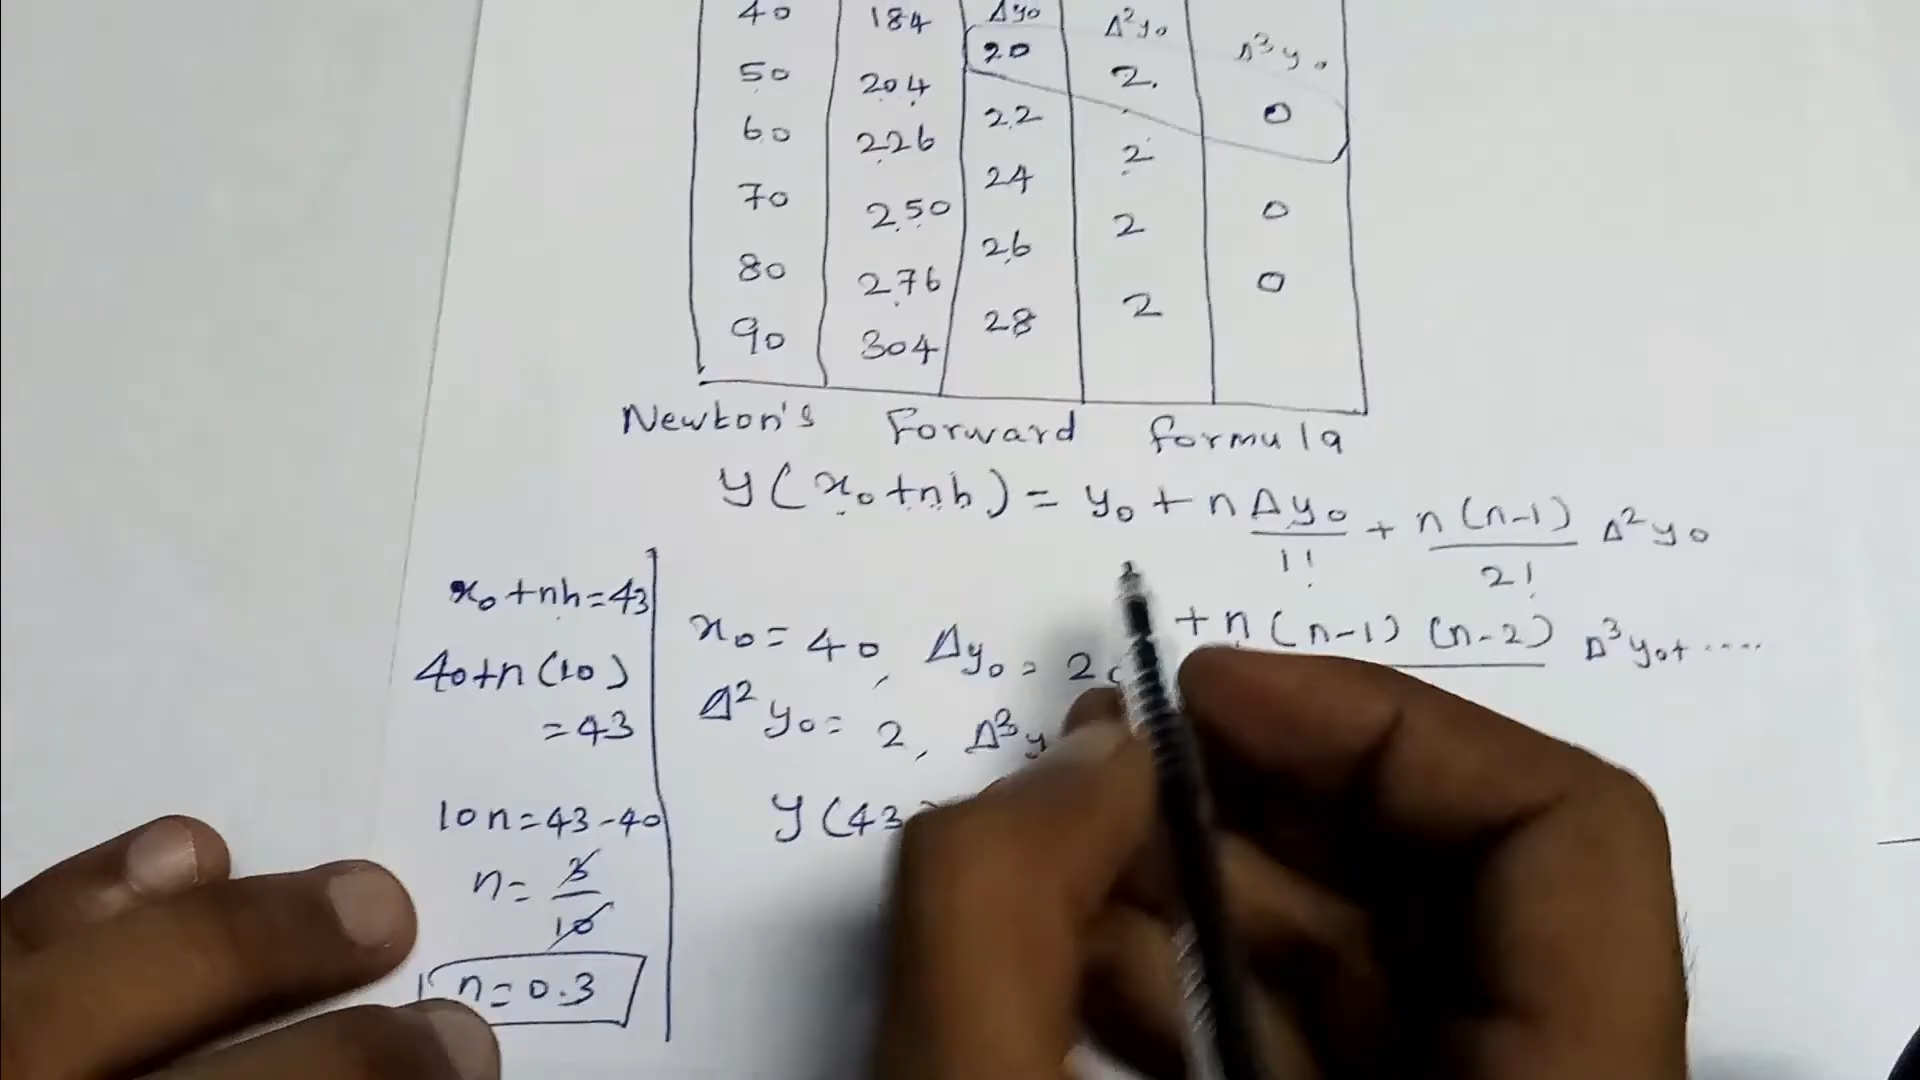 40 184 Δy₀ Δ²y₀ Δ³y₀
20
50 204 2
22 0
60 226 2
24
70 250 2 0
26
80 276 2 0
28
90 304
Newton's Forward formula
y(x₀+nh) = y₀ + n Δy₀/1! + n(n-1)/2! Δ²y₀
+ n(n-1)(n-2) Δ³y₀+.....
x₀+nh=43
40+n(10)
=43
10n=43-40
n= 3/10
n=0.3
x₀= 40, Δy₀= 2
Δ²y₀= 2, Δ³y
y(43